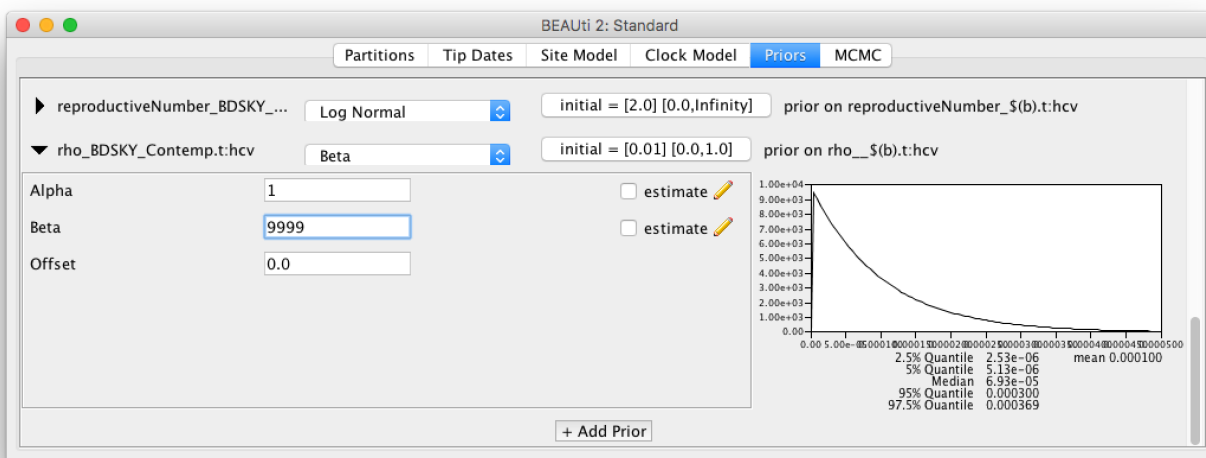 BEAUti 2: Standard
Partitions Tip Dates Site Model Clock Model Priors MCMC
reproductiveNumber_BDSKY_... Log Normal initial = [2.0] [0.0,Infinity] prior on reproductiveNumber_$(b).t:hcv
rho_BDSKY_Contemp.t:hcv Beta initial = [0.01] [0.0,1.0] prior on rho__$(b).t:hcv
Alpha 1 estimate
Beta 9999 estimate
Offset 0.0
1.00e+04
9.00e+03
8.00e+03
7.00e+03
6.00e+03
5.00e+03
4.00e+03
3.00e+03
2.00e+03
1.00e+03
0.00
0.00
2.5% Quantile 2.53e-06 mean 0.000100
5% Quantile 5.13e-06
Median 6.93e-05
95% Quantile 0.000300
97.5% Quantile 0.000369
+ Add Prior